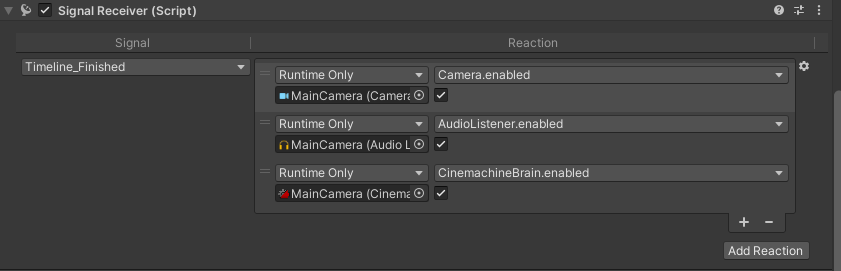 Signal Receiver (Script)
Signal Reaction
Timeline_Finished
Runtime Only Camera.enabled
MainCamera (Camera
Runtime Only AudioListener.enabled
MainCamera (Audio L
Runtime Only CinemachineBrain.enabled
MainCamera (Cinema
Add Reaction